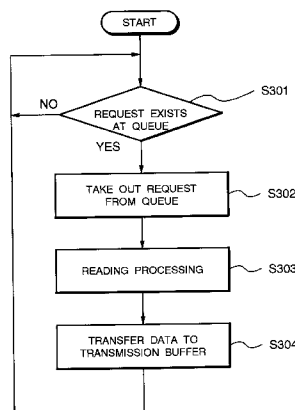 START
S301
NO
REQUEST EXISTS
AT QUEUE
YES
TAKE OUT REQUEST
FROM QUEUE
S302
READING PROCESSING
S303
TRANSFER DATA TO
TRANSMISSION BUFFER
S304